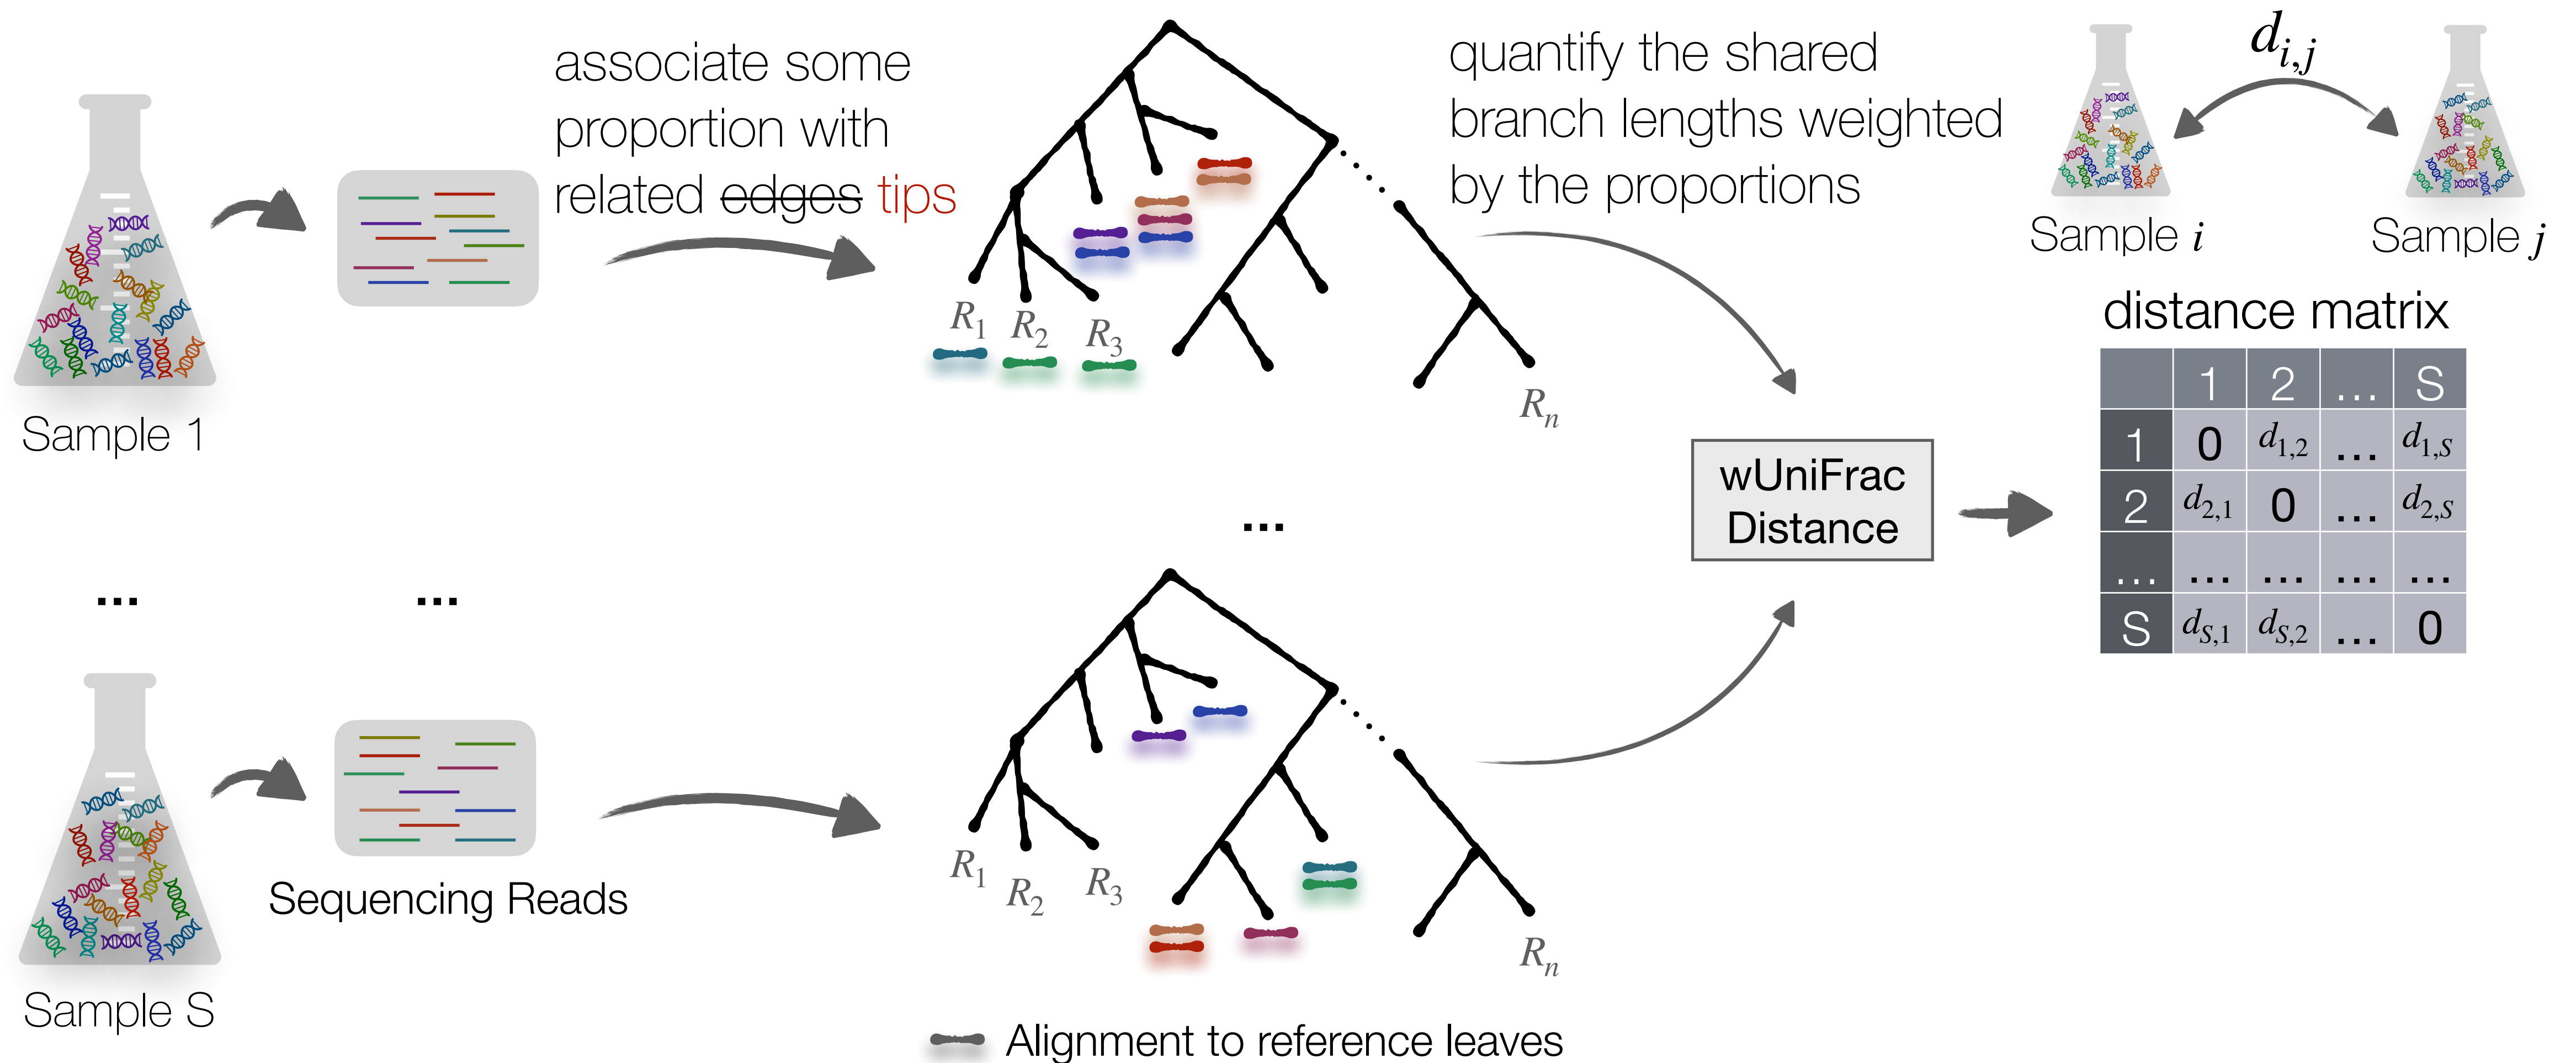 associate some
proportion with
related edges tips
quantify the shared
branch lengths weighted
by the proportions
d_{i,j}
Sample i
Sample j
Sample 1
R_1
R_2
R_3
R_n
distance matrix
1 2 ... S
1 0 d_{1,2} ... d_{1,S}
2 d_{2,1} 0 ... d_{2,S}
... ... ... ... ...
S d_{S,1} d_{S,2} ... 0
wUniFrac
Distance
...
...
...
R_1
R_2
R_3
R_n
Sequencing Reads
Sample S
Alignment to reference leaves